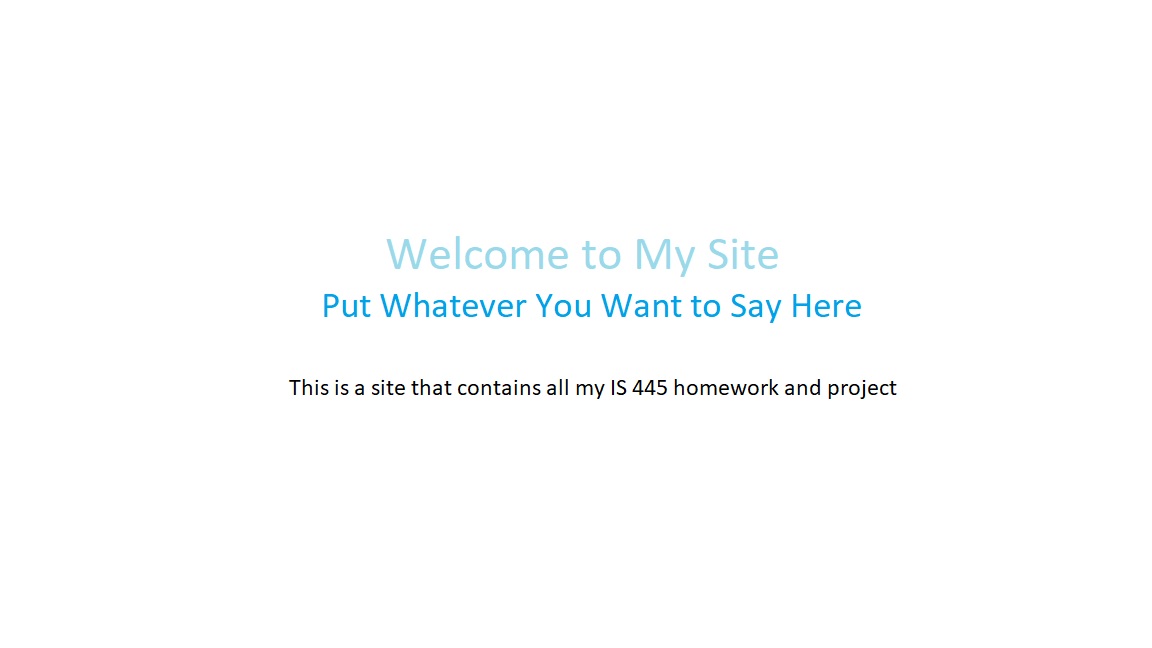 Welcome to My Site
Put Whatever You Want to Say Here
This is a site that contains all my IS 445 homework and project